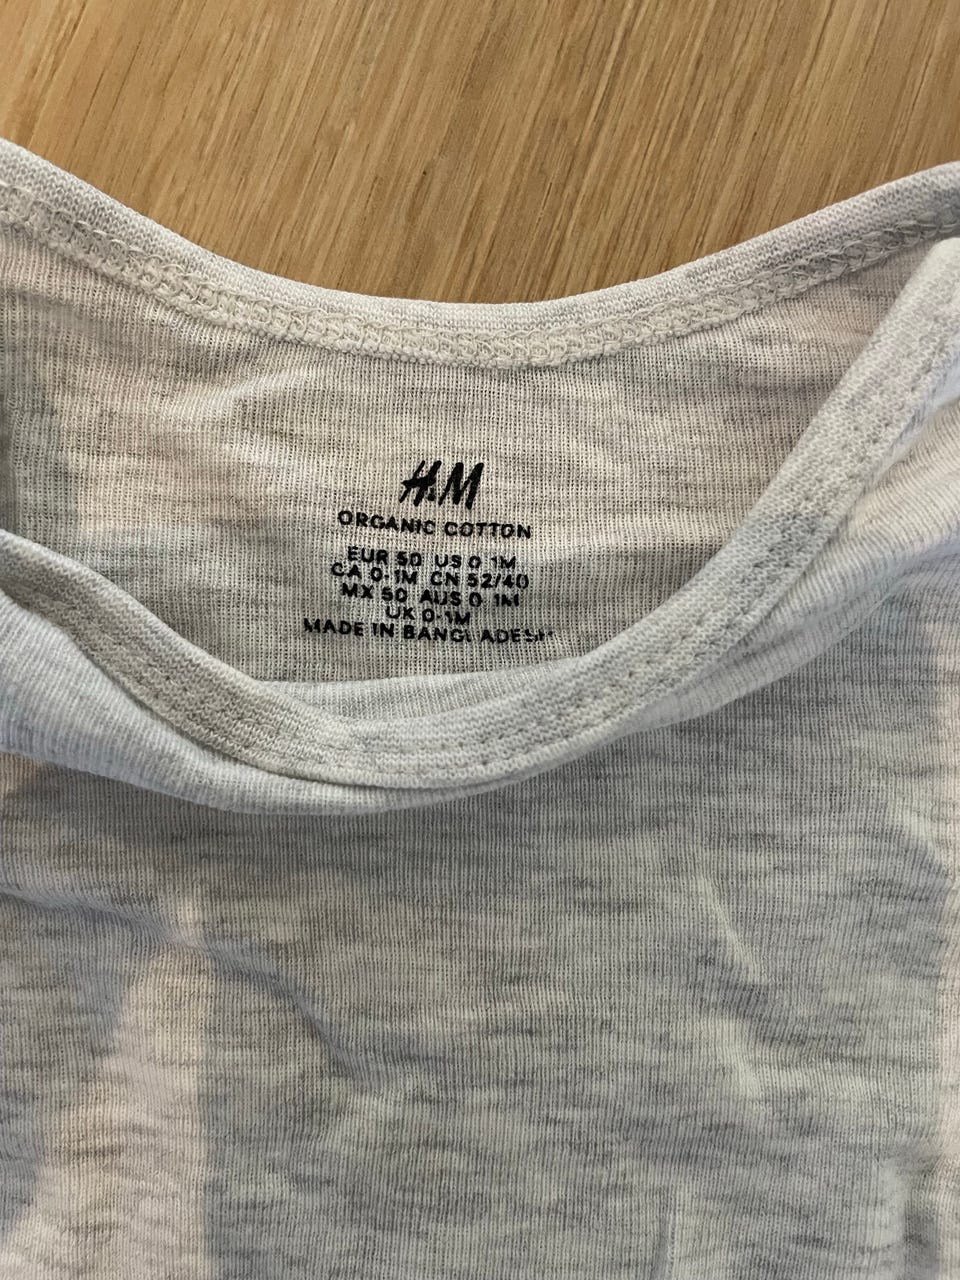 H&M
ORGANIC COTTON
EUR 50 US 0-1M
CA 0-1M CN 52/40
MX 50 AUS 0-1M
UK 0-1M
MADE IN BANGLADESH